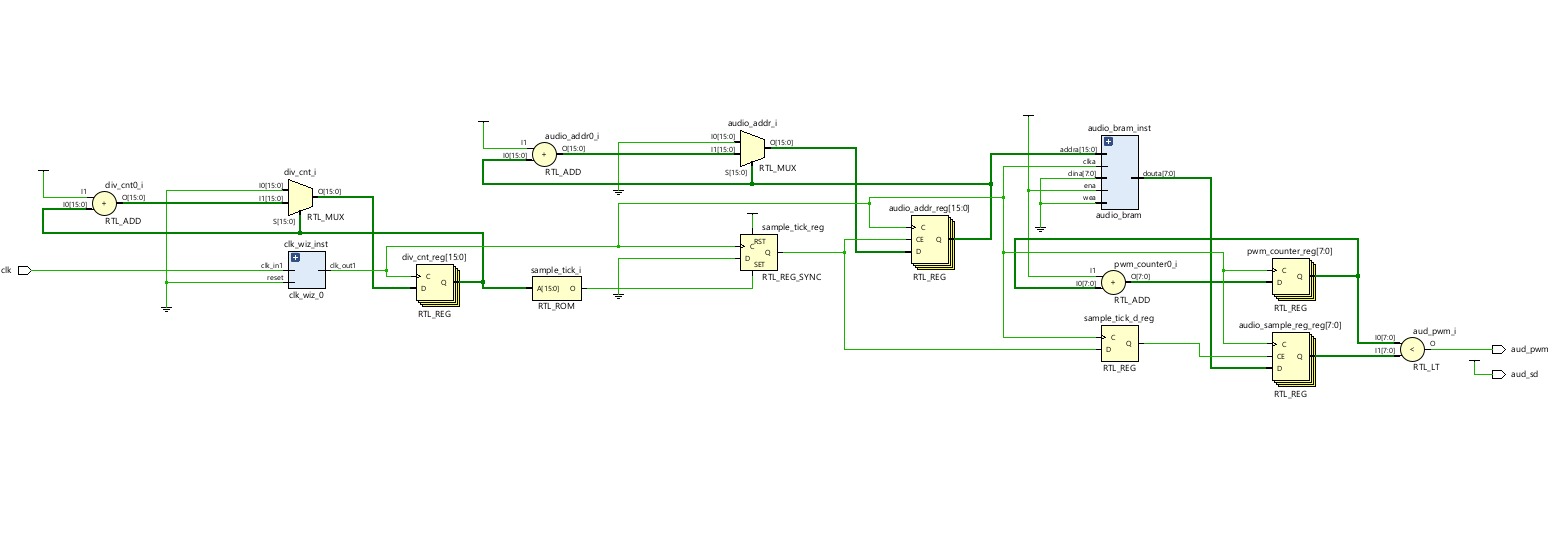 audio_addr_i
audio_addr0_i
I1
I0[15:0]
O[15:0]
RTL_ADD
I0[15:0]
I1[15:0]
S[15:0]
O[15:0]
RTL_MUX
audio_bram_inst
addra[15:0]
clka
dina[7:0]
ena
wea
douta[7:0]
audio_bram
div_cnt0_i
I1
I0[15:0]
O[15:0]
RTL_ADD
div_cnt_i
I0[15:0]
I1[15:0]
S[15:0]
O[15:0]
RTL_MUX
clk
clk_wiz_inst
clk_in1
reset
clk_out1
clk_wiz_0
div_cnt_reg[15:0]
C
D
Q
RTL_REG
sample_tick_i
A[15:0]
O
RTL_ROM
sample_tick_reg
RST
C
D
SET
Q
RTL_REG_SYNC
audio_addr_reg[15:0]
C
CE
D
Q
RTL_REG
pwm_counter0_i
I1
I0[7:0]
O[7:0]
RTL_ADD
pwm_counter_reg[7:0]
C
D
Q
RTL_REG
sample_tick_d_reg
C
D
Q
RTL_REG
audio_sample_reg_reg[7:0]
C
CE
D
Q
RTL_REG
aud_pwm_i
I0[7:0]
I1[7:0]
O
<
RTL_LT
aud_pwm
aud_sd